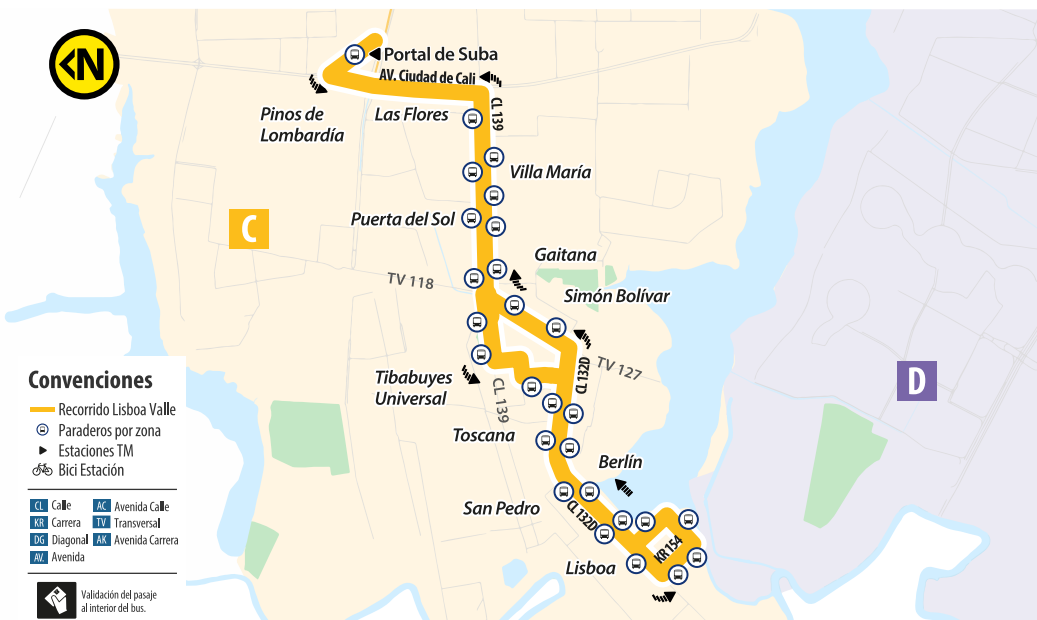 N
Portal de Suba
AV. Ciudad de Cali
Pinos de
Lombardía
Las Flores
CL 139
Villa María
Puerta del Sol
C
Gaitana
TV 118
Simón Bolívar
TV 127
CL 132D
D
Tibabuyes
Universal
CL 139
Toscana
Berlín
San Pedro
CL 132D
KR 154
Lisboa
Convenciones
Recorrido Lisboa Valle
Paraderos por zona
Estaciones TM
Bici Estación
CL Calle
AC Avenida Calle
KR Carrera
TV Transversal
DG Diagonal
AK Avenida Carrera
AV. Avenida
Validación del pasaje
al interior del bus.